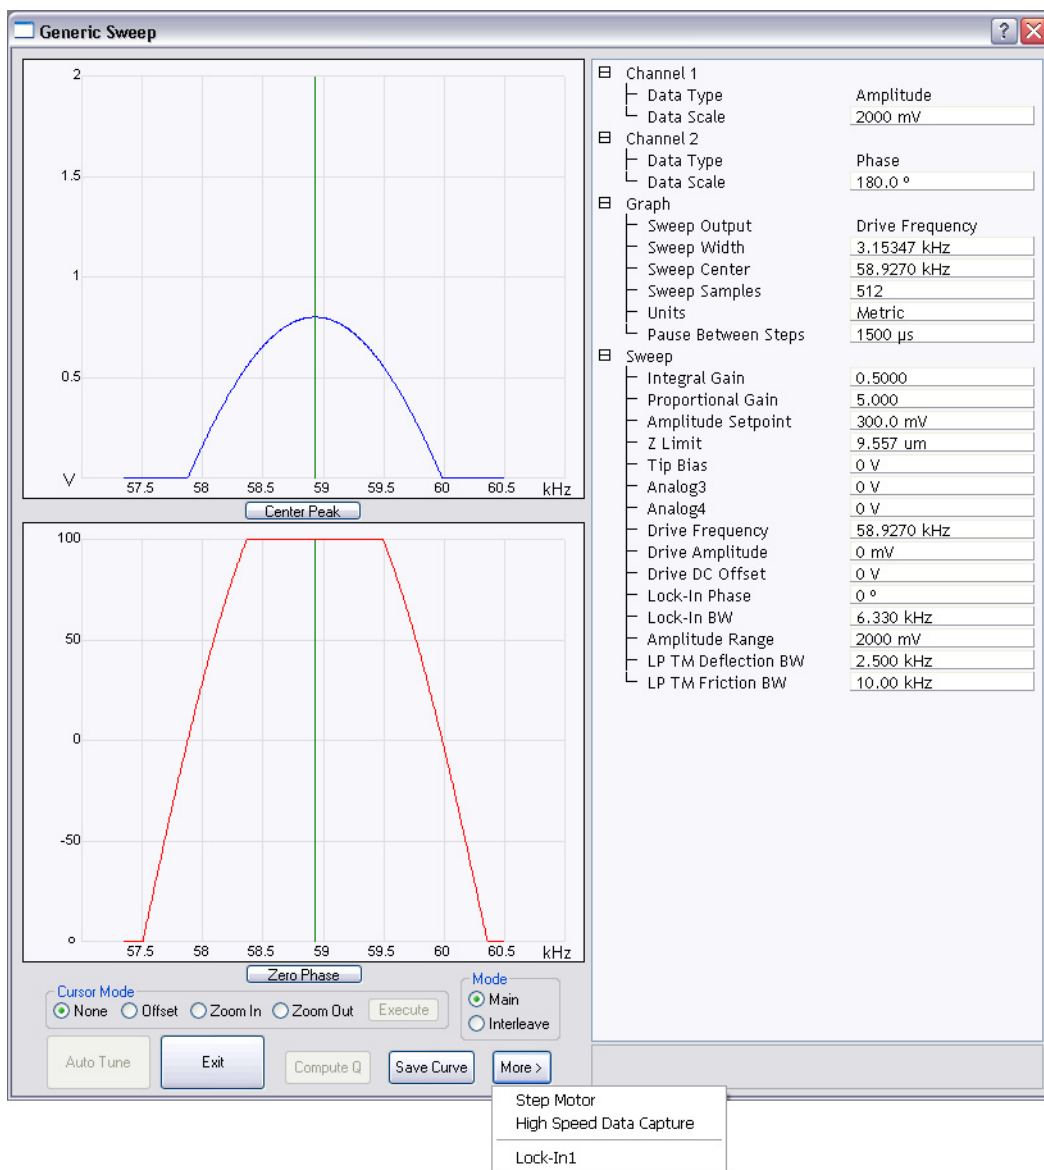 Generic Sweep
2
1.5
1
0.5
V
57.5 58 58.5 59 59.5 60 60.5 kHz
Center Peak
100
50
0
-50
°
57.5 58 58.5 59 59.5 60 60.5 kHz
Zero Phase
Cursor Mode
None Offset Zoom In Zoom Out Execute
Mode
Main
Interleave
Auto Tune Exit Compute Q Save Curve More >
Step Motor
High Speed Data Capture
Lock-In1
Channel 1
Data Type Amplitude
Data Scale 2000 mV
Channel 2
Data Type Phase
Data Scale 180.0 º
Graph
Sweep Output Drive Frequency
Sweep Width 3.15347 kHz
Sweep Center 58.9270 kHz
Sweep Samples 512
Units Metric
Pause Between Steps 1500 µs
Sweep
Integral Gain 0.5000
Proportional Gain 5.000
Amplitude Setpoint 300.0 mV
Z Limit 9.557 um
Tip Bias 0 V
Analog3 0 V
Analog4 0 V
Drive Frequency 58.9270 kHz
Drive Amplitude 0 mV
Drive DC Offset 0 V
Lock-In Phase 0 º
Lock-In BW 6.330 kHz
Amplitude Range 2000 mV
LP TM Deflection BW 2.500 kHz
LP TM Friction BW 10.00 kHz